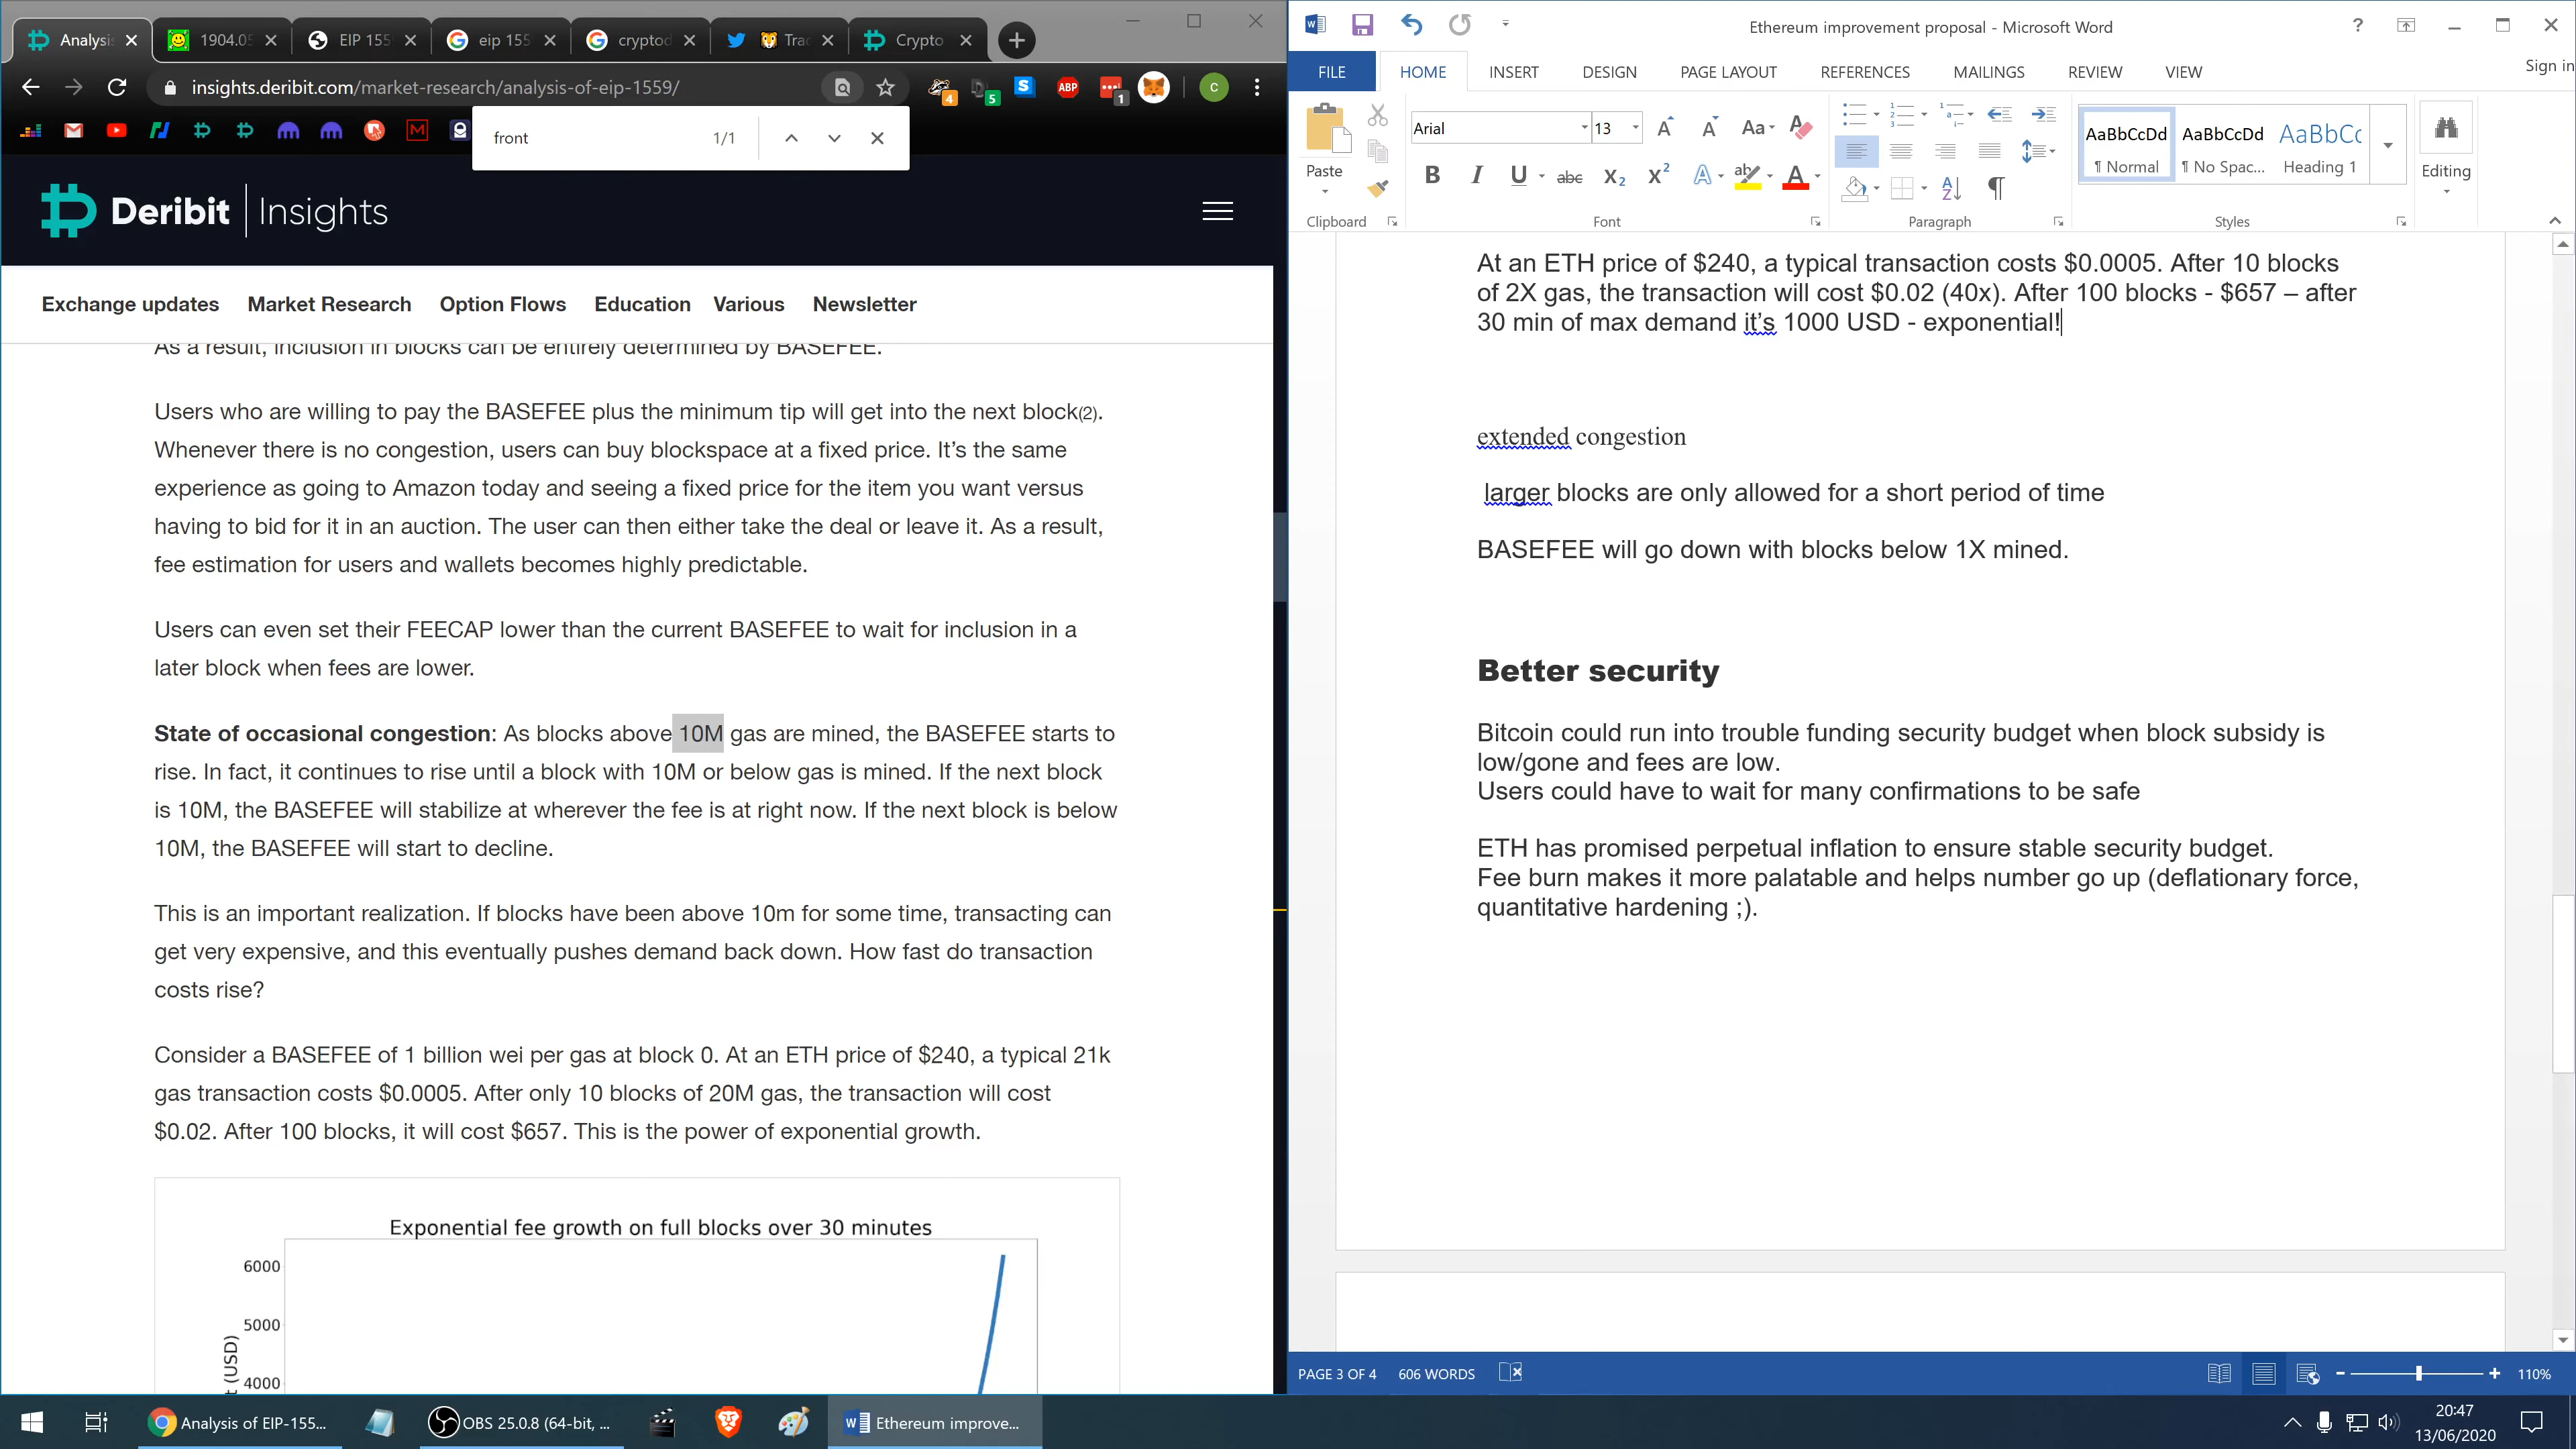 Analysi
1904.05
EIP 155
eip 155
cryptoc
Trac
Crypto
insights.deribit.com/market-research/analysis-of-eip-1559/
4
5
S
ABP
1
C
M
front
1/1
Deribit Insights
Exchange updates
Market Research
Option Flows
Education
Various
Newsletter
As a result, inclusion in blocks can be entirely determined by BASEFEE.
Users who are willing to pay the BASEFEE plus the minimum tip will get into the next block(2).
Whenever there is no congestion, users can buy blockspace at a fixed price. It's the same
experience as going to Amazon today and seeing a fixed price for the item you want versus
having to bid for it in an auction. The user can then either take the deal or leave it. As a result,
fee estimation for users and wallets becomes highly predictable.
Users can even set their FEECAP lower than the current BASEFEE to wait for inclusion in a
later block when fees are lower.
State of occasional congestion: As blocks above 10M gas are mined, the BASEFEE starts to
rise. In fact, it continues to rise until a block with 10M or below gas is mined. If the next block
is 10M, the BASEFEE will stabilize at wherever the fee is at right now. If the next block is below
10M, the BASEFEE will start to decline.
This is an important realization. If blocks have been above 10m for some time, transacting can
get very expensive, and this eventually pushes demand back down. How fast do transaction
costs rise?
Consider a BASEFEE of 1 billion wei per gas at block 0. At an ETH price of $240, a typical 21k
gas transaction costs $0.0005. After only 10 blocks of 20M gas, the transaction will cost
$0.02. After 100 blocks, it will cost $657. This is the power of exponential growth.
Exponential fee growth on full blocks over 30 minutes
6000
5000
4000
t (USD)
Ethereum improvement proposal - Microsoft Word
?
FILE
HOME
INSERT
DESIGN
PAGE LAYOUT
REFERENCES
MAILINGS
REVIEW
VIEW
Sign in
Paste
Clipboard
Arial
13
Aa
B I U abc X2 X2
Font
Paragraph
AaBbCcDd
¶ Normal
AaBbCcDd
¶ No Spac...
AaBbCc
Heading 1
Styles
Editing
At an ETH price of $240, a typical transaction costs $0.0005. After 10 blocks
of 2X gas, the transaction will cost $0.02 (40x). After 100 blocks - $657 – after
30 min of max demand it's 1000 USD - exponential!
extended congestion
larger blocks are only allowed for a short period of time
BASEFEE will go down with blocks below 1X mined.
Better security
Bitcoin could run into trouble funding security budget when block subsidy is
low/gone and fees are low.
Users could have to wait for many confirmations to be safe
ETH has promised perpetual inflation to ensure stable security budget.
Fee burn makes it more palatable and helps number go up (deflationary force,
quantitative hardening ;).
PAGE 3 OF 4
606 WORDS
110%
Analysis of EIP-155...
OBS 25.0.8 (64-bit, ...
Ethereum improve...
20:47
13/06/2020